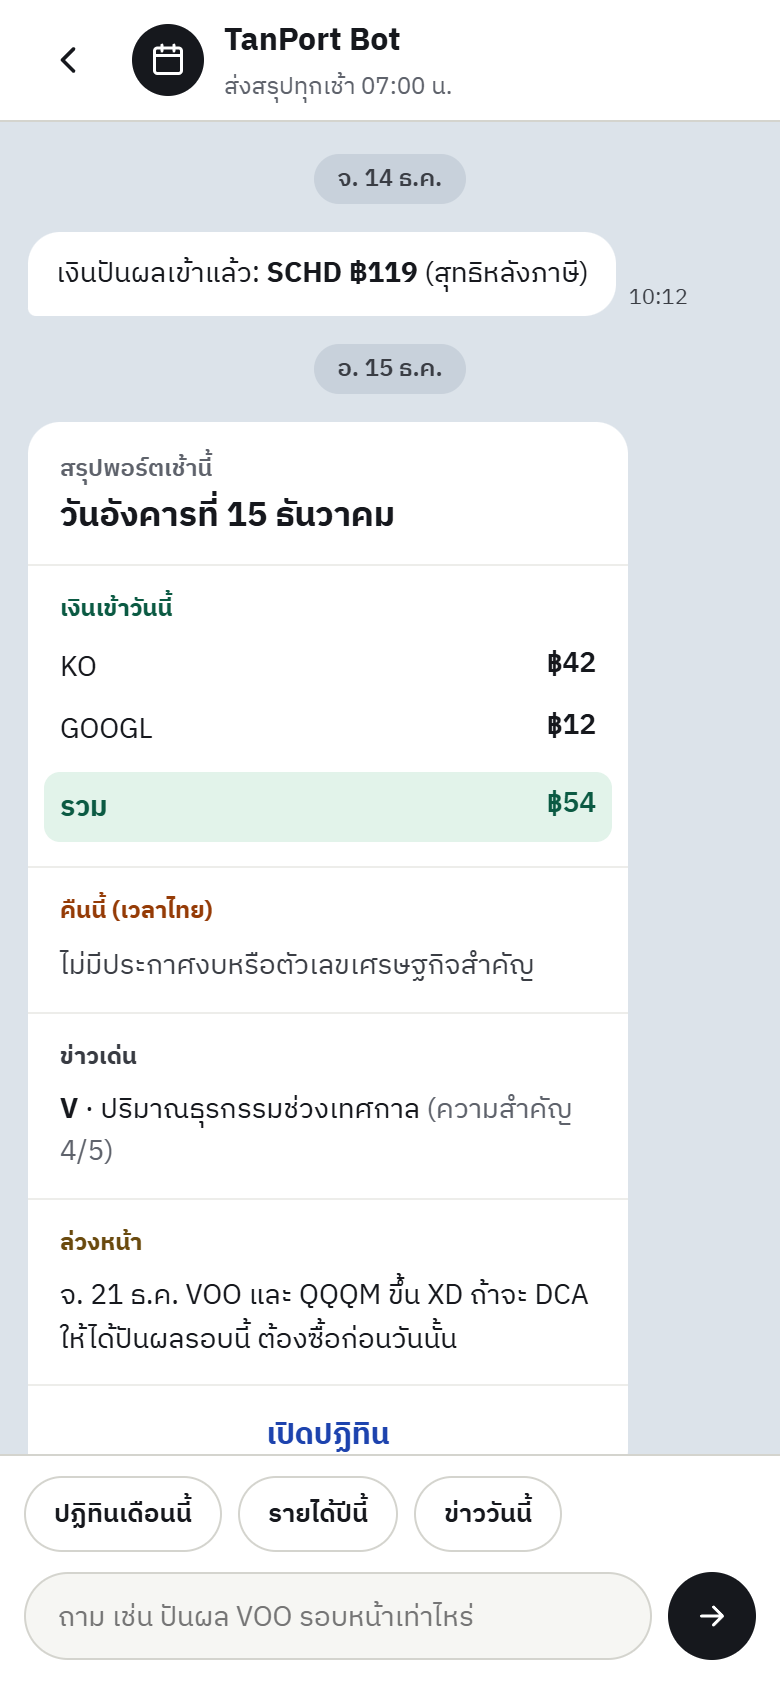 TanPort Bot
ส่งสรุปทุกเช้า 07:00 น.
จ. 14 ธ.ค.
เงินปันผลเข้าแล้ว: SCHD ฿119 (สุทธิหลังภาษี)
10:12
อ. 15 ธ.ค.
สรุปพอร์ตเช้านี้
วันอังคารที่ 15 ธันวาคม
เงินเข้าวันนี้
KO ฿42
GOOGL ฿12
รวม ฿54
คืนนี้ (เวลาไทย)
ไม่มีประกาศงบหรือตัวเลขเศรษฐกิจสำคัญ
ข่าวเด่น
V · ปริมาณธุรกรรมช่วงเทศกาล (ความสำคัญ
4/5)
ล่วงหน้า
จ. 21 ธ.ค. VOO และ QQQM ขึ้น XD ถ้าจะ DCA
ให้ได้ปันผลรอบนี้ ต้องซื้อก่อนวันนั้น
เปิดปฏิทิน
ปฏิทินเดือนนี้
รายได้ปีนี้
ข่าววันนี้
ถาม เช่น ปันผล VOO รอบหน้าเท่าไหร่